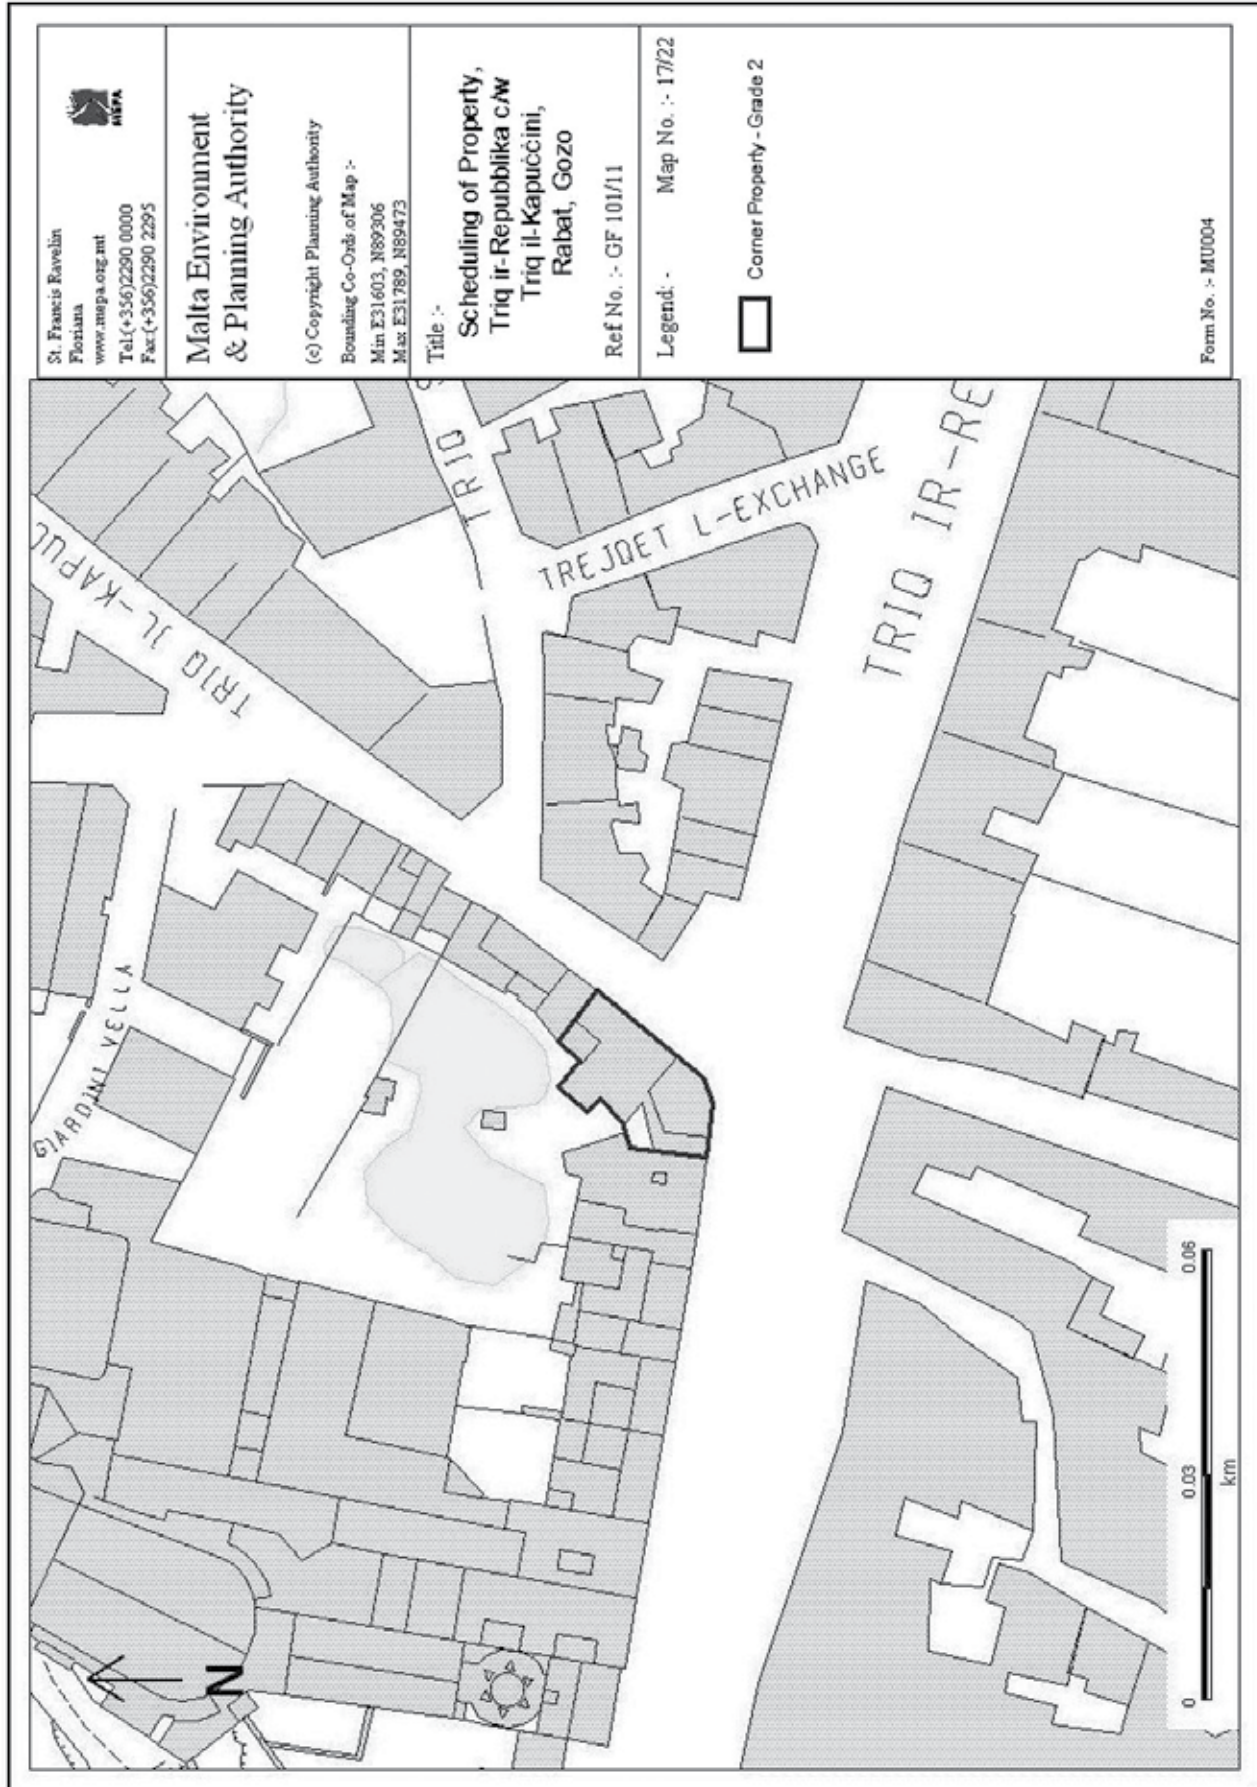 St. Francis Ravelin
Floriana
www.mepa.org.mt
Tel:(+356)2290 0000
Fax:(+356)2290 2295
MEPA
Malta Environment
& Planning Authority
(c) Copyright Planning Authority
Bounding Co-Ords of Map :-
Min E31603, N89306
Max E31789, N89473
Title :-
Scheduling of Property,
Triq ir-Repubblika c/w
Triq il-Kapuċċini,
Rabat, Gozo
Ref No. :- GF 101/11
Legend: -
Map No. :- 17/22
Corner Property - Grade 2
Form No. :- MU004
TRIQ IL-KAPUC
TRIQ S
TREJQET L-EXCHANGE
TRIQ IR-RE
GIARDINI VELLA
N
0
0.03
0.06
km